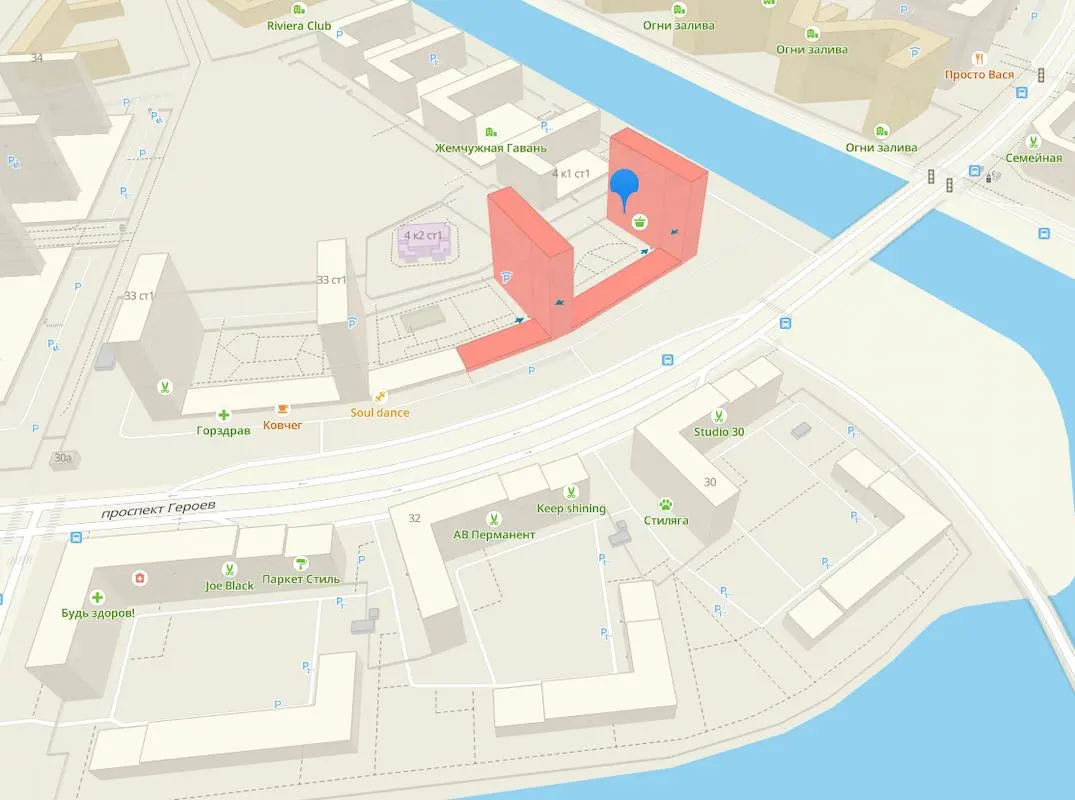 Riviera Club
Огни залива
Огни залива
Просто Вася
34
Жемчужная Гавань
Огни залива
Семейная
4 к1 ст1
4 к2 ст1
33 ст1
33 ст1
Soul dance
Горздрав
Ковчег
Studio 30
30а
30
проспект Героев
Keep shining
32
АВ Перманент
Стиляга
Joe Black
Паркет Стиль
Будь здоров!